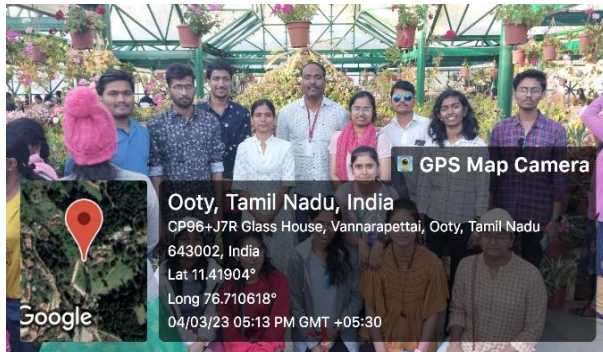 GPS Map Camera
Ooty, Tamil Nadu, India
CP96+J7R Glass House, Vannarapettai, Ooty, Tamil Nadu
643002, India
Lat 11.41904°
Long 76.710618°
04/03/23 05:13 PM GMT +05:30
Google